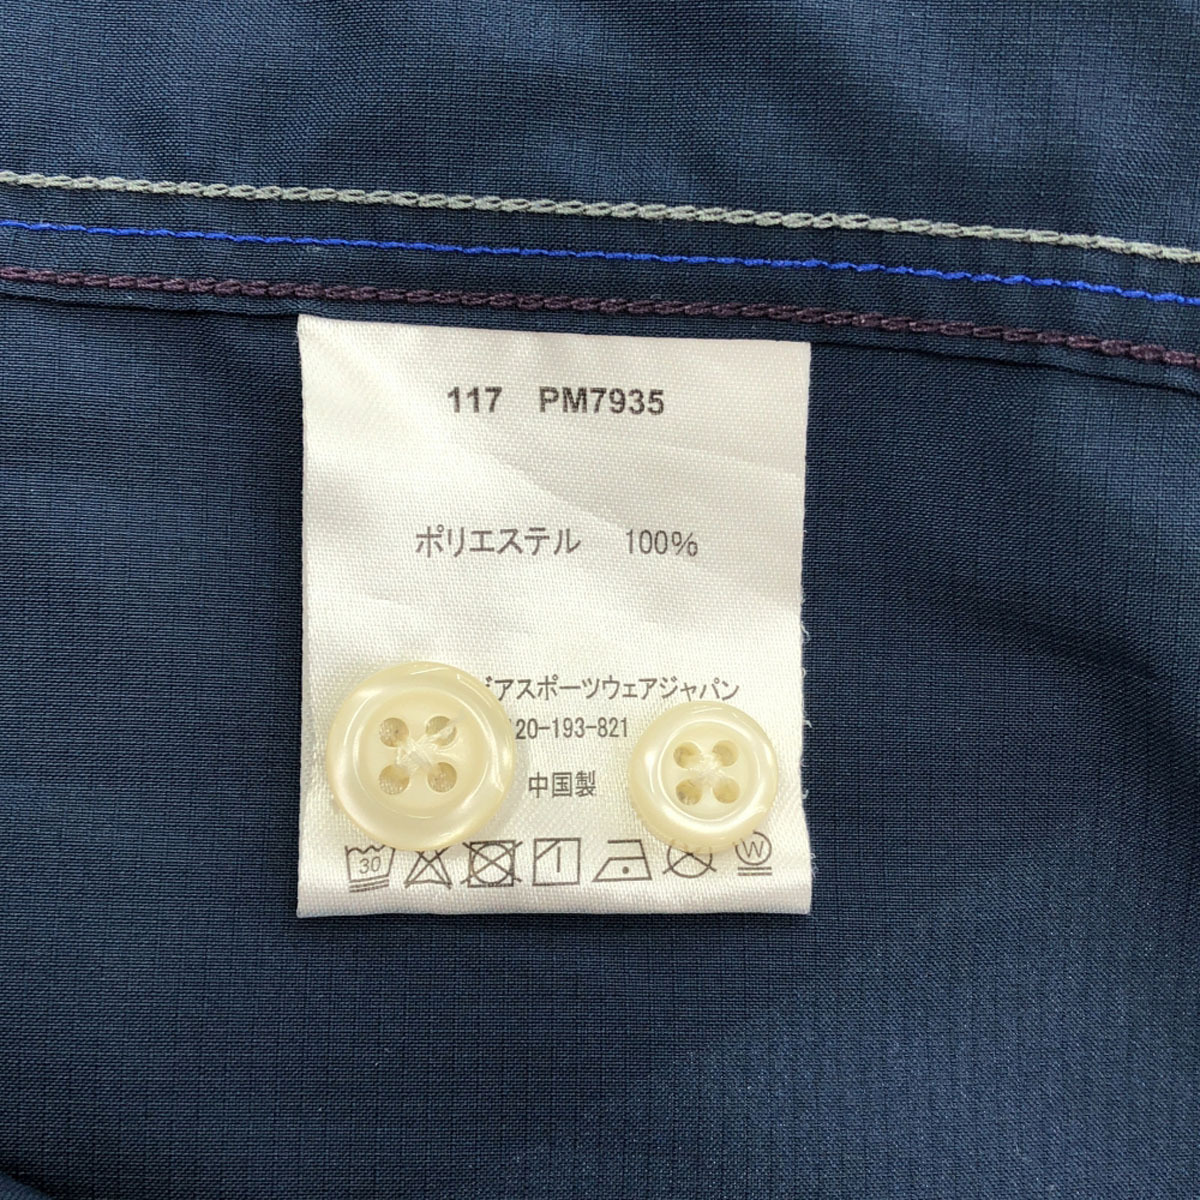 117 PM7935
ポリエステル 100%
ビアスポーツウェアジャパン
20-193-821
中国製
30
W